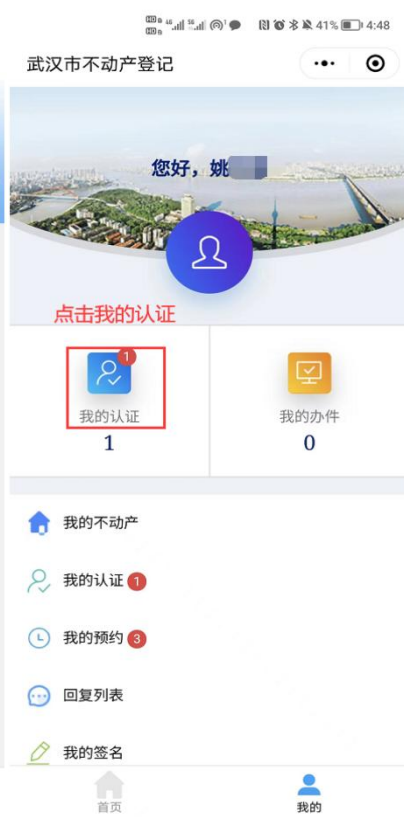 41% 4:48
武汉市不动产登记
您好，姚
点击我的认证
1
我的认证 我的办件
1 0
我的不动产
我的认证 1
我的预约 3
回复列表
我的签名
首页 我的